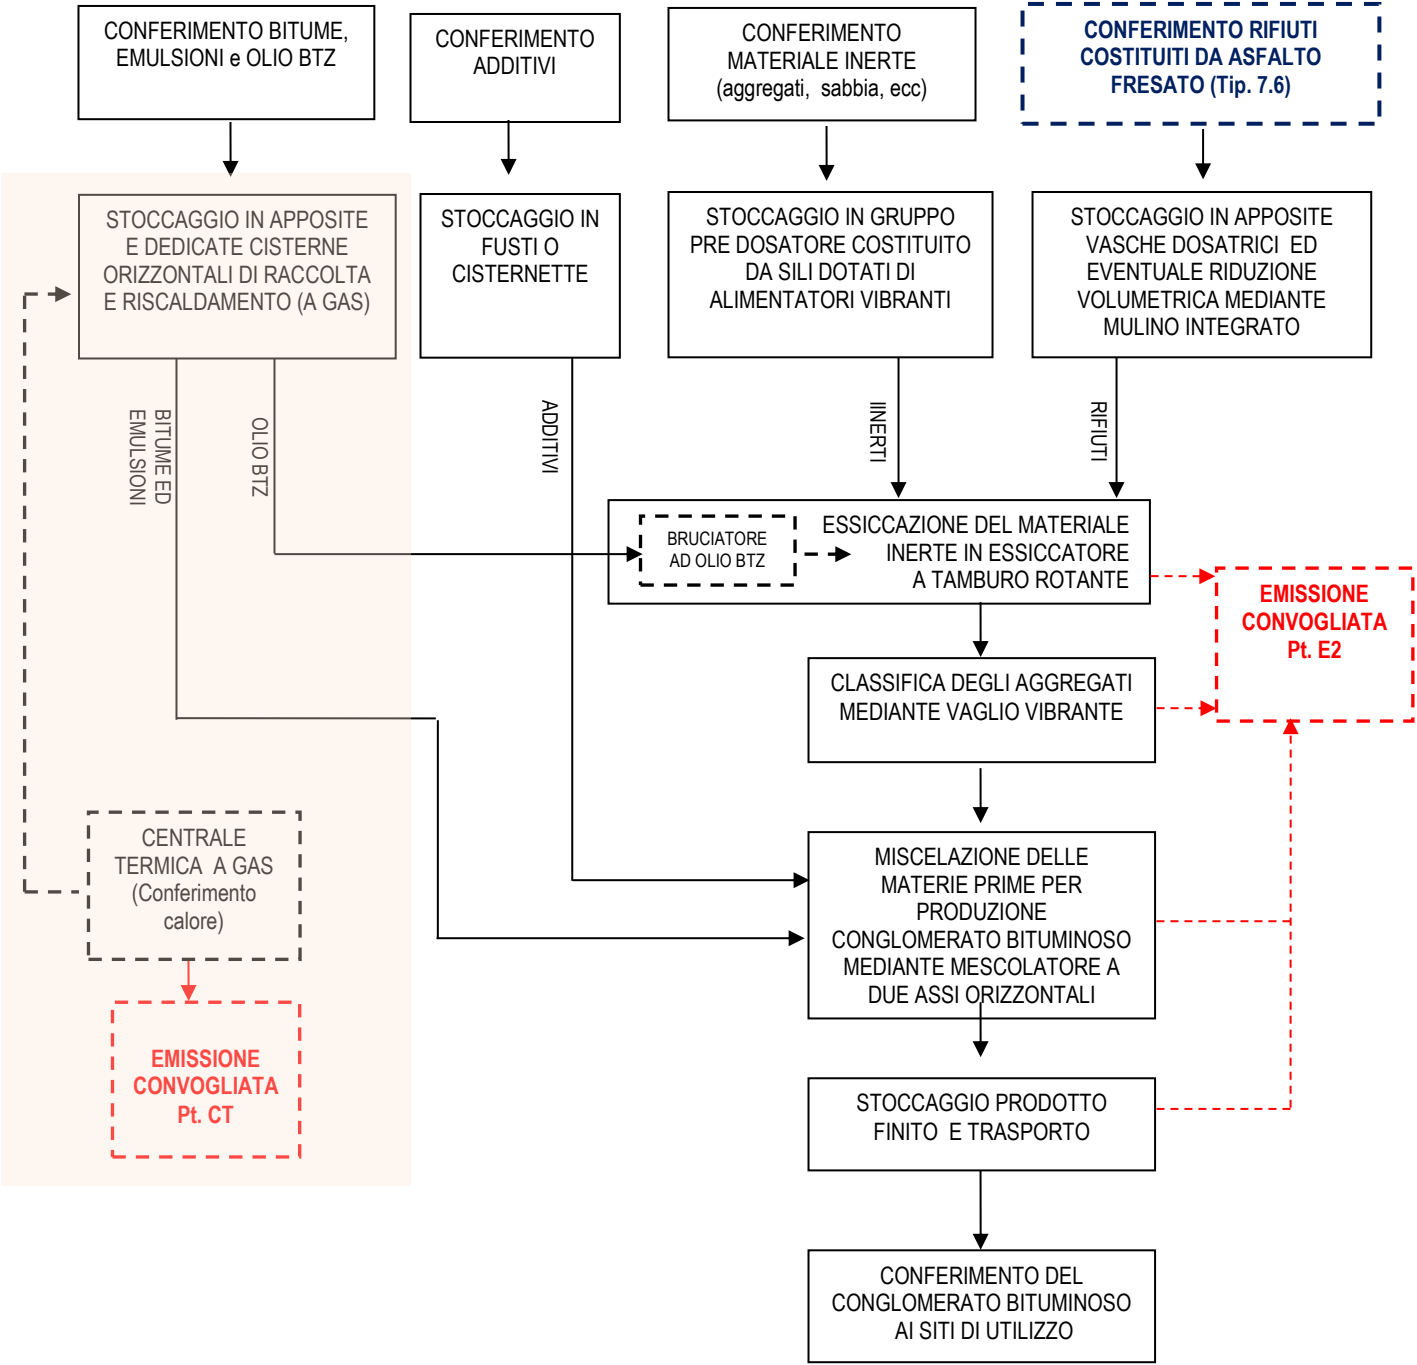 CONFERIMENTO BITUME,
EMULSIONI e OLIO BTZ
CONFERIMENTO
ADDITIVI
CONFERIMENTO
MATERIALE INERTE
(aggregati, sabbia, ecc)
CONFERIMENTO RIFIUTI
COSTITUITI DA ASFALTO
FRESATO (Tip. 7.6)
STOCCAGGIO IN APPOSITE
E DEDICATE CISTERNE
ORIZZONTALI DI RACCOLTA
E RISCALDAMENTO (A GAS)
STOCCAGGIO IN
FUSTI O
CISTERNETTE
STOCCAGGIO IN GRUPPO
PRE DOSATORE COSTITUITO
DA SILI DOTATI DI
ALIMENTATORI VIBRANTI
STOCCAGGIO IN APPOSITE
VASCHE DOSATRICI ED
EVENTUALE RIDUZIONE
VOLUMETRICA MEDIANTE
MULINO INTEGRATO
BITUME ED
EMULSIONI
OLIO BTZ
ADDITIVI
IINERTI
RIFIUTI
BRUCIATORE
AD OLIO BTZ
ESSICCAZIONE DEL MATERIALE
INERTE IN ESSICCATORE
A TAMBURO ROTANTE
EMISSIONE
CONVOGLIATA
Pt. E2
CLASSIFICA DEGLI AGGREGATI
MEDIANTE VAGLIO VIBRANTE
CENTRALE
TERMICA A GAS
(Conferimento
calore)
MISCELAZIONE DELLE
MATERIE PRIME PER
PRODUZIONE
CONGLOMERATO BITUMINOSO
MEDIANTE MESCOLATORE A
DUE ASSI ORIZZONTALI
EMISSIONE
CONVOGLIATA
Pt. CT
STOCCAGGIO PRODOTTO
FINITO E TRASPORTO
CONFERIMENTO DEL
CONGLOMERATO BITUMINOSO
AI SITI DI UTILIZZO